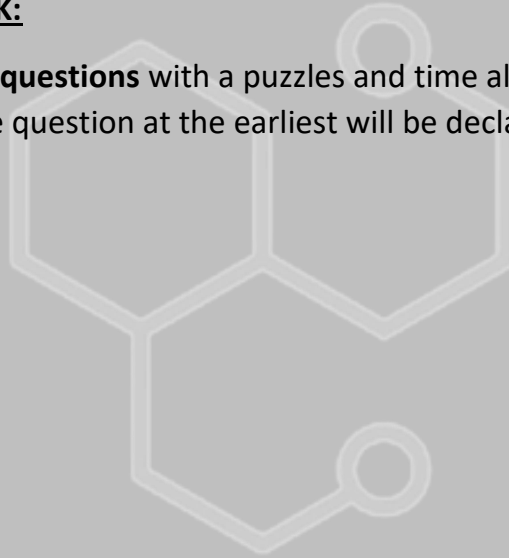 K:
questions with a puzzles and time al
e question at the earliest will be decla